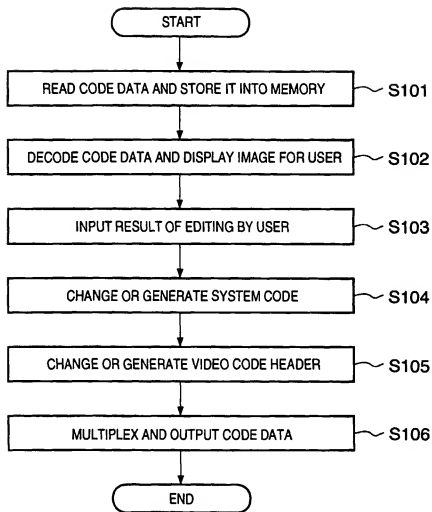 START
READ CODE DATA AND STORE IT INTO MEMORY S101
DECODE CODE DATA AND DISPLAY IMAGE FOR USER S102
INPUT RESULT OF EDITING BY USER S103
CHANGE OR GENERATE SYSTEM CODE S104
CHANGE OR GENERATE VIDEO CODE HEADER S105
MULTIPLEX AND OUTPUT CODE DATA S106
END